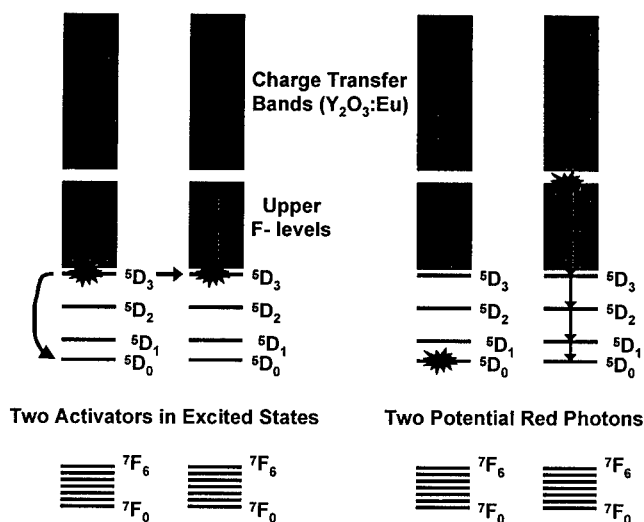 Charge Transfer
Bands (Y₂O₃:Eu)
Upper
F- levels
⁵D₃ ⁵D₃ ⁵D₃ ⁵D₃
⁵D₂ ⁵D₂ ⁵D₂ ⁵D₂
⁵D₁ ⁵D₁ ⁵D₁ ⁵D₁
⁵D₀ ⁵D₀ ⁵D₀ ⁵D₀
Two Activators in Excited States Two Potential Red Photons
⁷F₆ ⁷F₆ ⁷F₆ ⁷F₆
⁷F₀ ⁷F₀ ⁷F₀ ⁷F₀